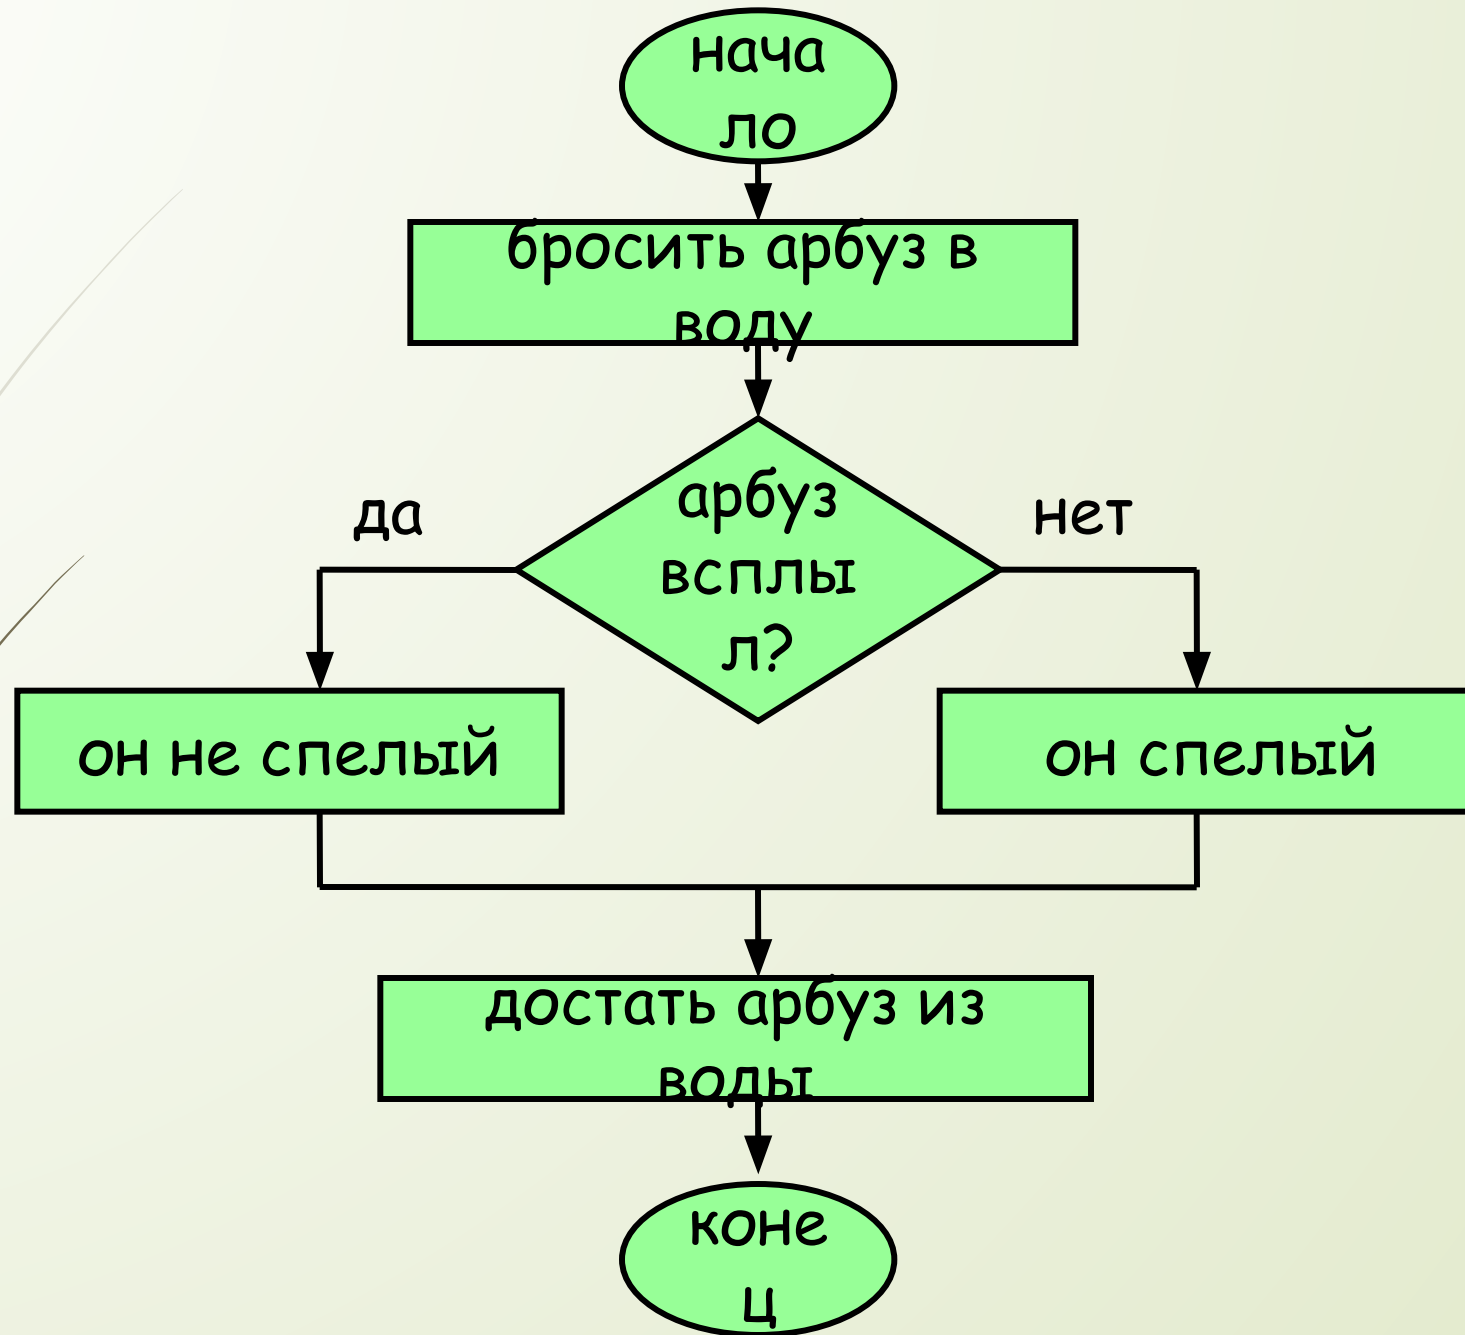 нача
ло
бросить арбуз в
воду
арбуз
всплы
л?
да
нет
он не спелый
он спелый
достать арбуз из
воды
коне
ц